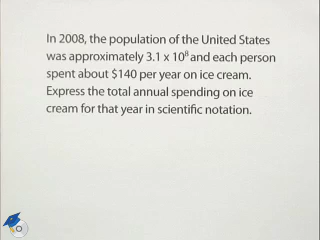 In 2008, the population of the United States
was approximately 3.1 x 10⁸ and each person
spent about $140 per year on ice cream.
Express the total annual spending on ice
cream for that year in scientific notation.